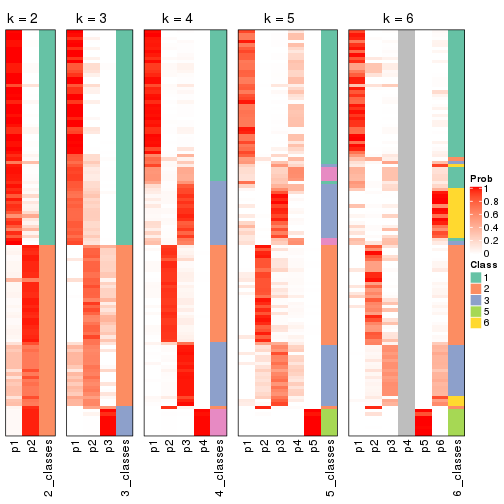 k = 2 k = 3 k = 4 k = 5 k = 6
Prob
1
0.8
0.6
0.4
0.2
0
Class
1
2
3
5
6
p1 p2 2_classes p1 p2 p3 3_classes p1 p2 p3 p4 4_classes p1 p2 p3 p4 p5 5_classes p1 p2 p3 p4 p5 p6 6_classes